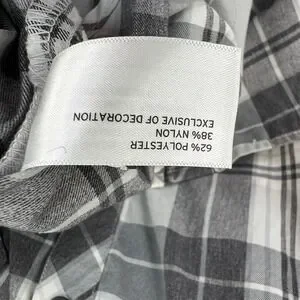 62% POLYESTER
38% NYLON
EXCLUSIVE OF DECORATION